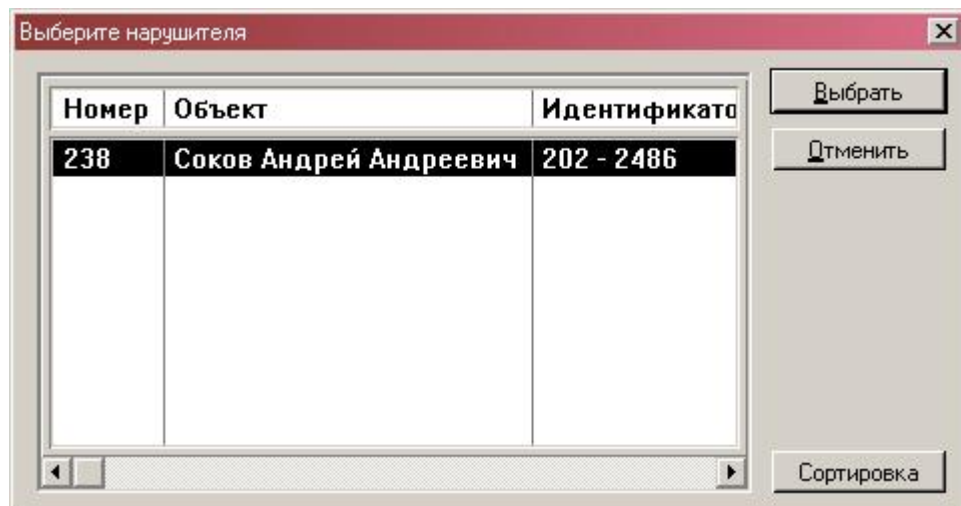 Выберите нарушителя
Номер Объект Идентификато
238 Соков Андрей Андреевич 202 - 2486
Выбрать
Отменить
Сортировка